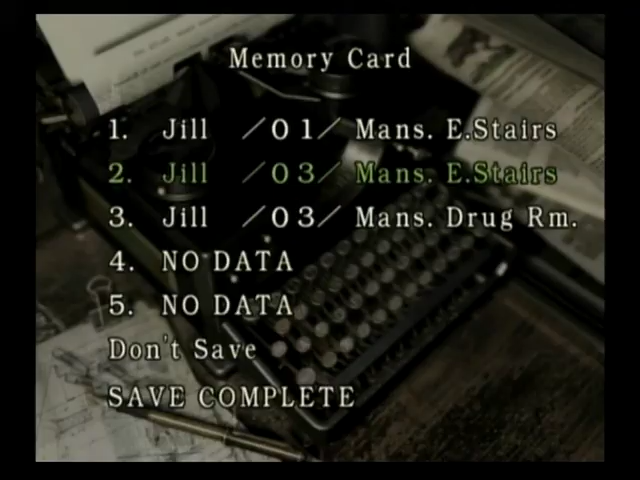 Memory Card
1. Jill /01/ Mans. E.Stairs
2. Jill /03/ Mans. E.Stairs
3. Jill /03/ Mans. Drug Rm.
4. NO DATA
5. NO DATA
Don't Save
SAVE COMPLETE